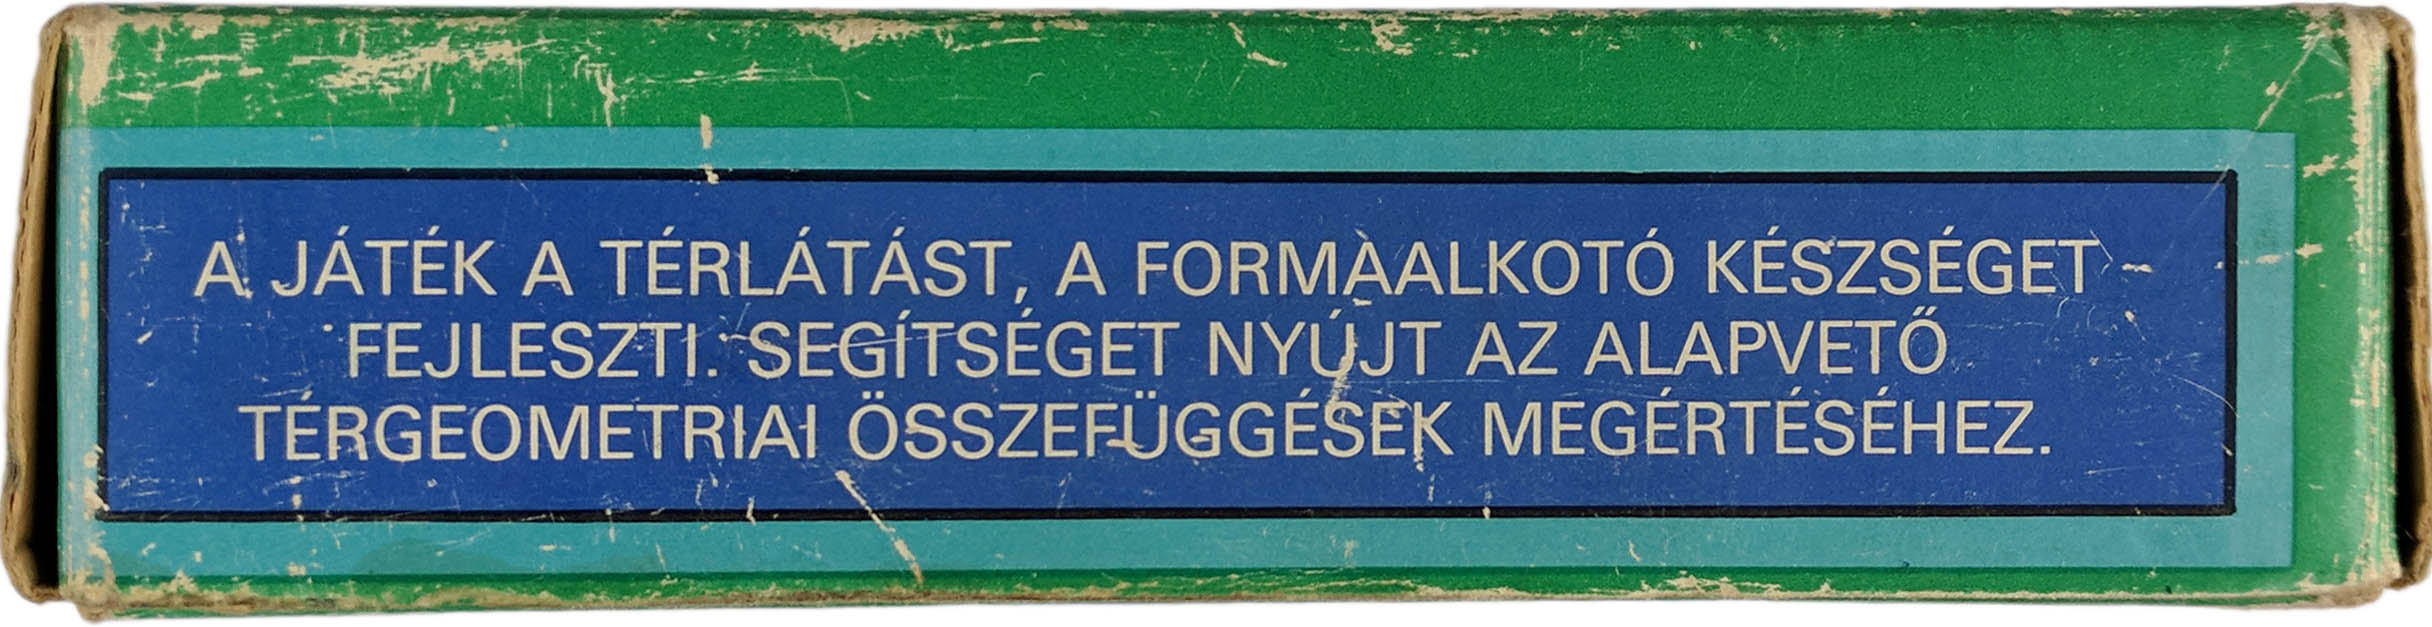 A JÁTÉK A TÉRLÁTÁST, A FORMAALKOTÓ KÉSZSÉGET
FEJLESZTI. SEGÍTSÉGET NYÚJT AZ ALAPVETŐ
TÉRGEOMETRIAI ÖSSZEFÜGGÉSEK MEGÉRTÉSÉHEZ.